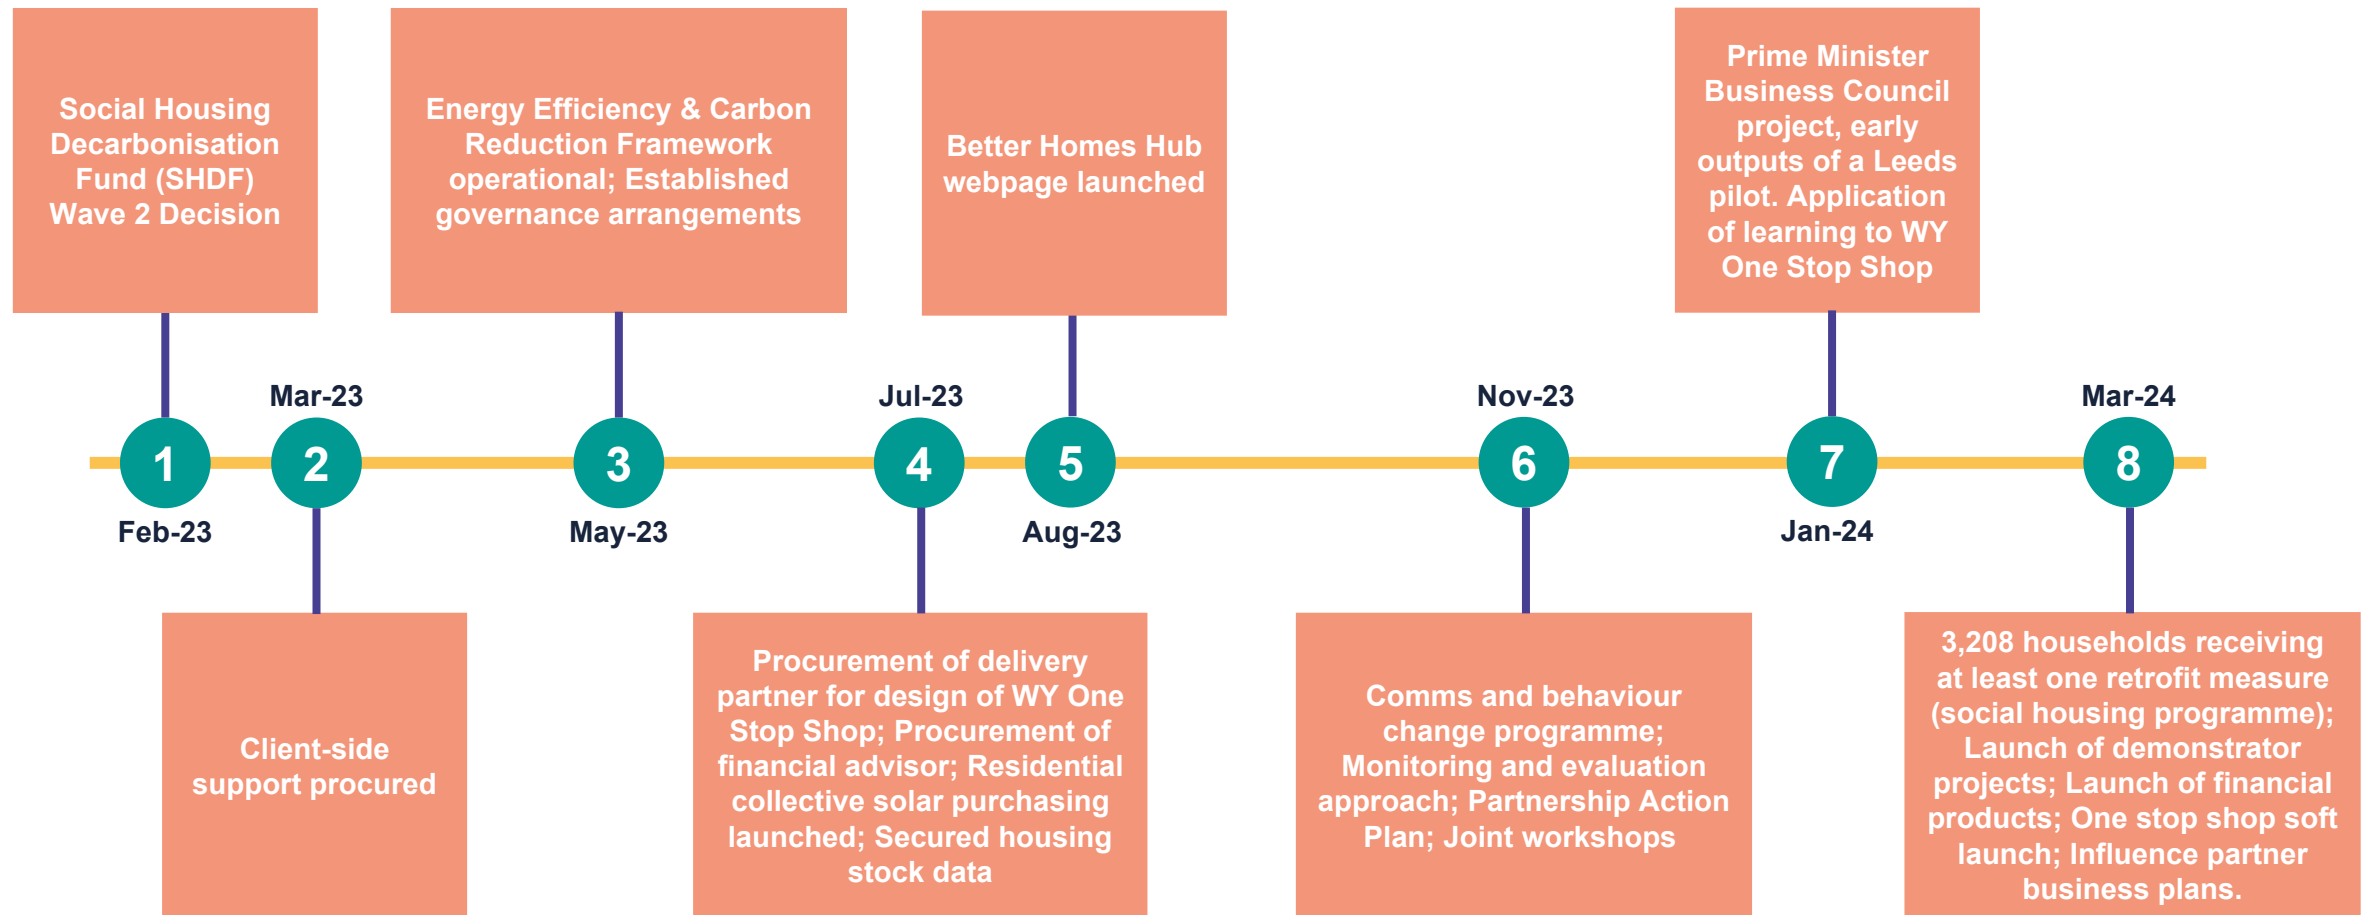 Social Housing
Decarbonisation
Fund (SHDF)
Wave 2 Decision
Energy Efficiency & Carbon
Reduction Framework
operational; Established
governance arrangements
Better Homes Hub
webpage launched
Prime Minister
Business Council
project, early
outputs of a Leeds
pilot. Application
of learning to WY
One Stop Shop
Mar-23
Jul-23
Nov-23
Mar-24
1
2
3
4
5
6
7
8
Feb-23
May-23
Aug-23
Jan-24
Client-side
support procured
Procurement of delivery
partner for design of WY One
Stop Shop; Procurement of
financial advisor; Residential
collective solar purchasing
launched; Secured housing
stock data
Comms and behaviour
change programme;
Monitoring and evaluation
approach; Partnership Action
Plan; Joint workshops
3,208 households receiving
at least one retrofit measure
(social housing programme);
Launch of demonstrator
projects; Launch of financial
products; One stop shop soft
launch; Influence partner
business plans.